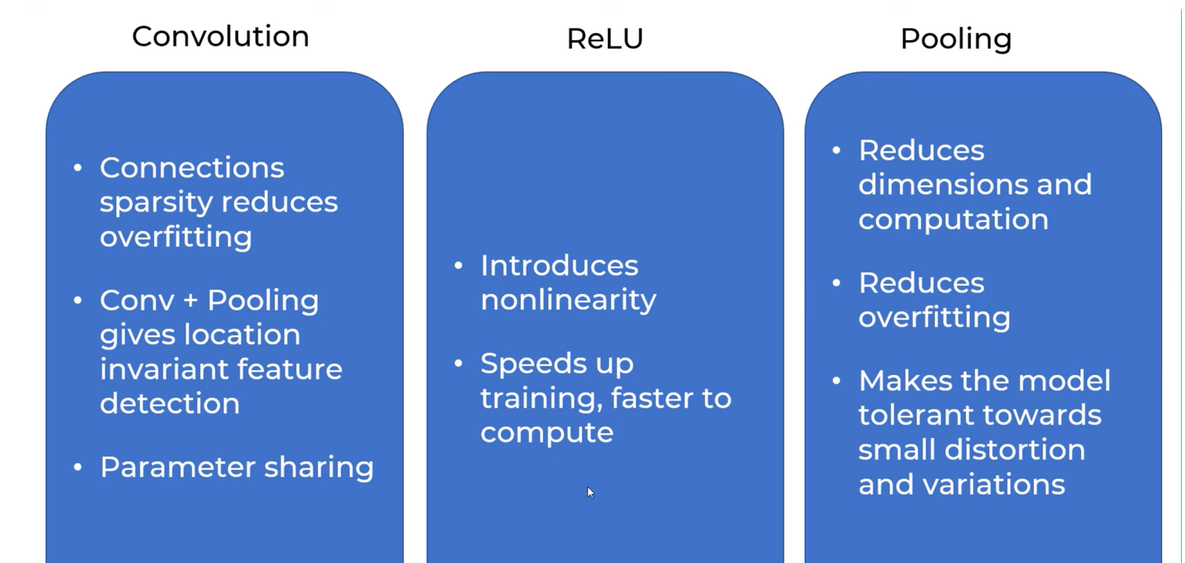 Convolution
• Connections
sparsity reduces
overfitting
• Conv + Pooling
gives location
invariant feature
detection
• Parameter sharing
ReLU
• Introduces
nonlinearity
• Speeds up
training, faster to
compute
Pooling
• Reduces
dimensions and
computation
• Reduces
overfitting
• Makes the model
tolerant towards
small distortion
and variations